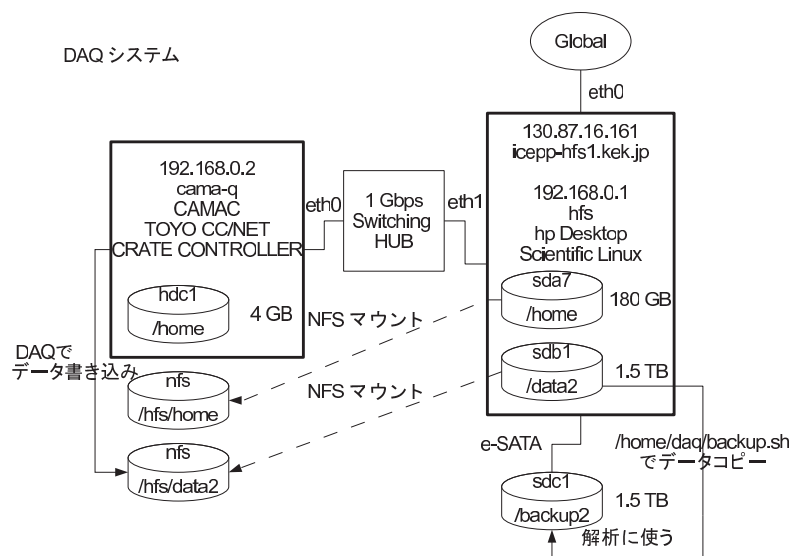 DAQ システム
Global
eth0
130.87.16.161
icepp-hfs1.kek.jp
192.168.0.1
hfs
hp Desktop
Scientific Linux
192.168.0.2
cama-q
CAMAC
TOYO CC/NET
CRATE CONTROLLER
eth0
1 Gbps
Switching
HUB
eth1
hdc1
/home
4 GB
sda7
/home
180 GB
NFS マウント
DAQで
データ書き込み
nfs
/hfs/home
NFS マウント
sdb1
/data2
1.5 TB
nfs
/hfs/data2
e-SATA
/home/daq/backup.sh
でデータコピー
sdc1
/backup2
1.5 TB
解析に使う